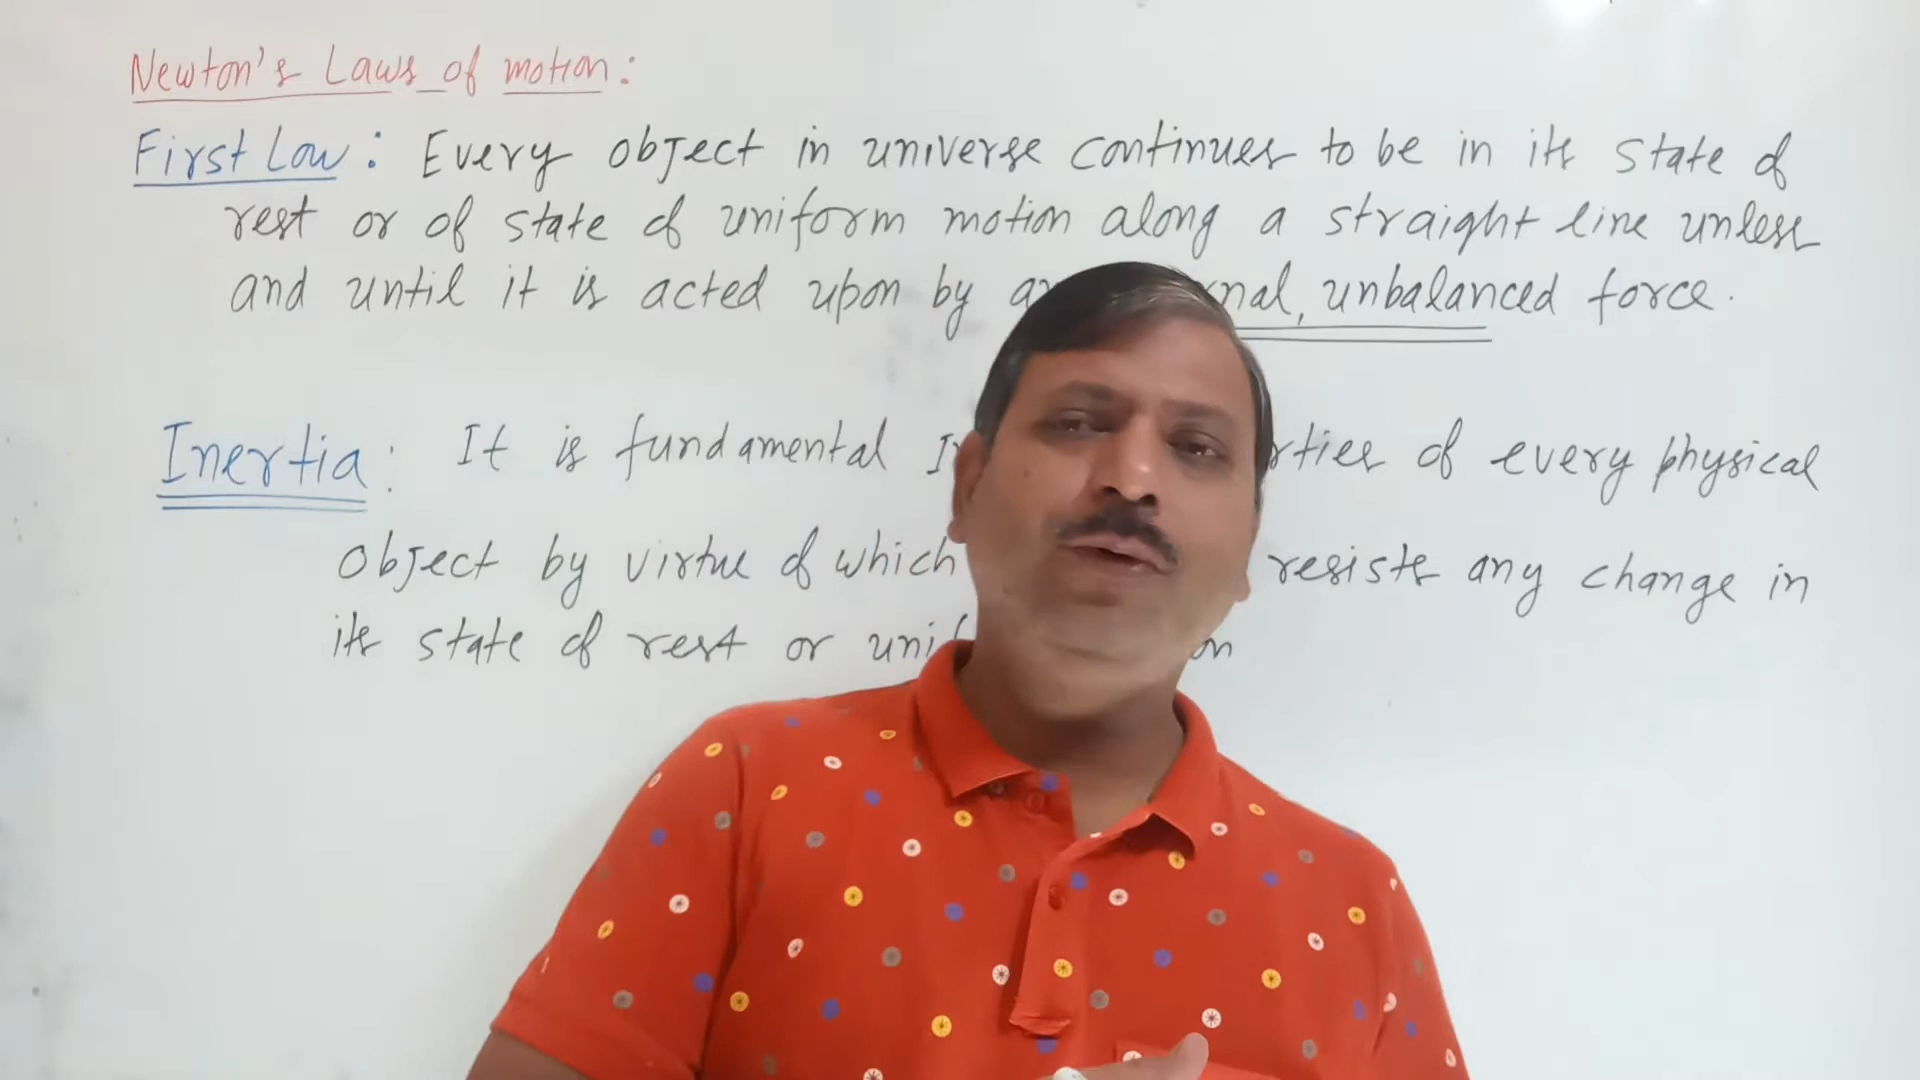 Newton's Laws of motion:
First Law: Every object in universe continues to be in its state of
rest or of state of uniform motion along a straight line unless
and until it is acted upon by unbalanced force.
Inertia: It is fundamental of every physical
object by virtue of which resists any change in
its state of rest or